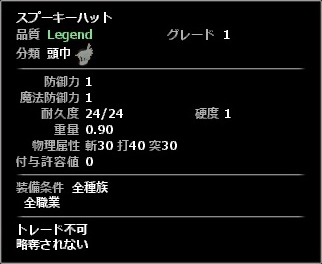 スプーキーハット
品質 Legend グレード 1
分類 頭巾
防御力 1
魔法防御力 1
耐久度 24/24 硬度 1
重量 0.90
物理属性 斬30 打40 突30
付与許容値 0
装備条件 全種族
全職業
トレード不可
略奪されない